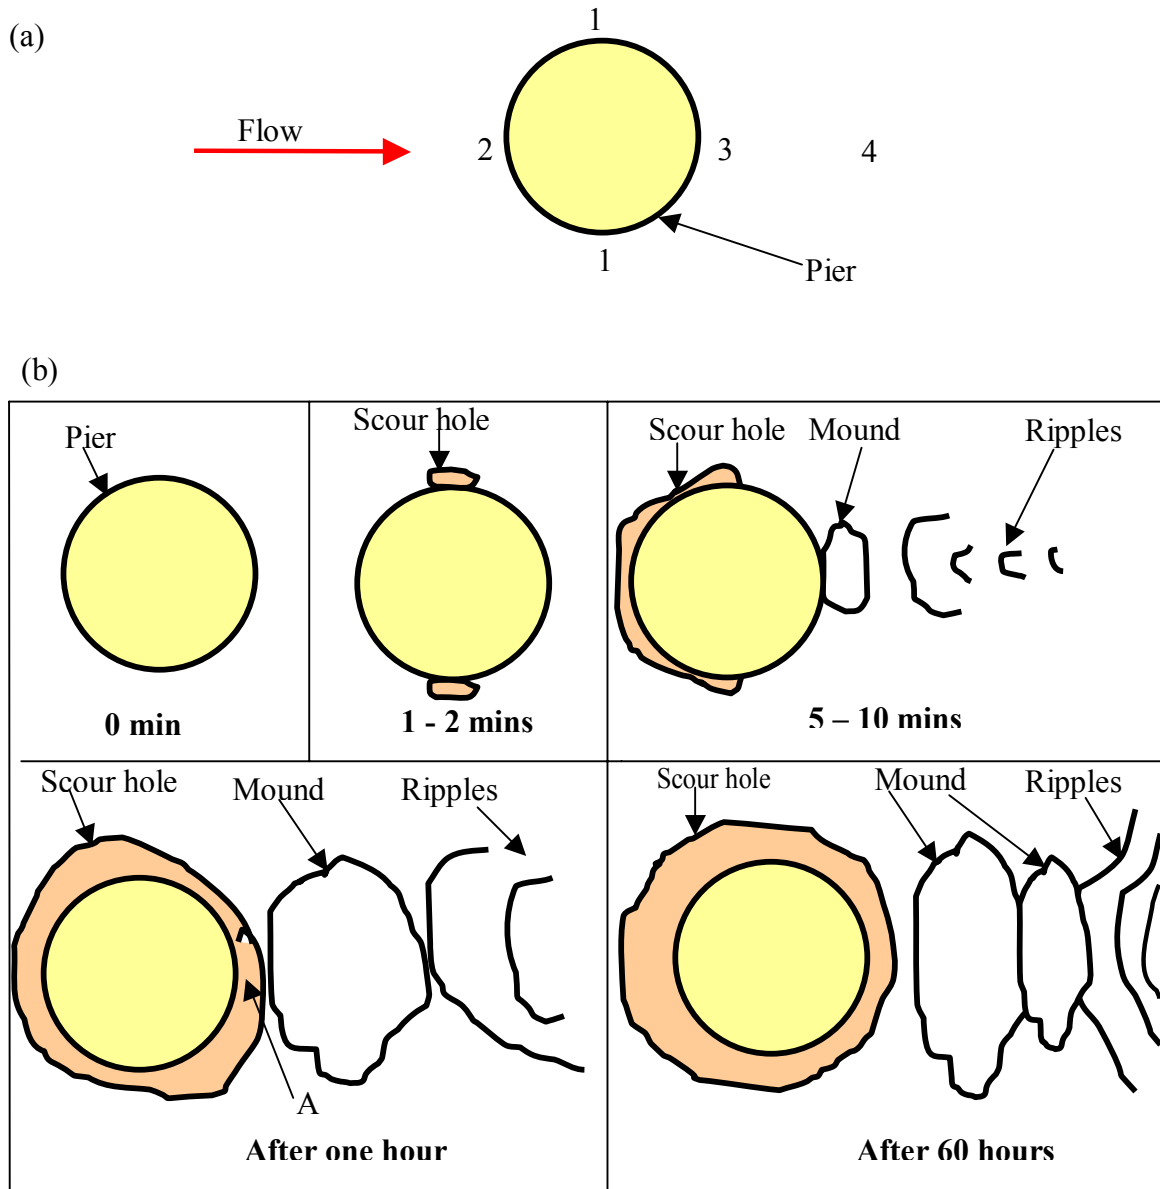 (a)
1
Flow
2
3
4
1
Pier
(b)
Pier
0 min
Scour hole
1 - 2 mins
Scour hole
Mound
Ripples
5 – 10 mins
Scour hole
Mound
Ripples
A
After one hour
Scour hole
Mound
Ripples
After 60 hours